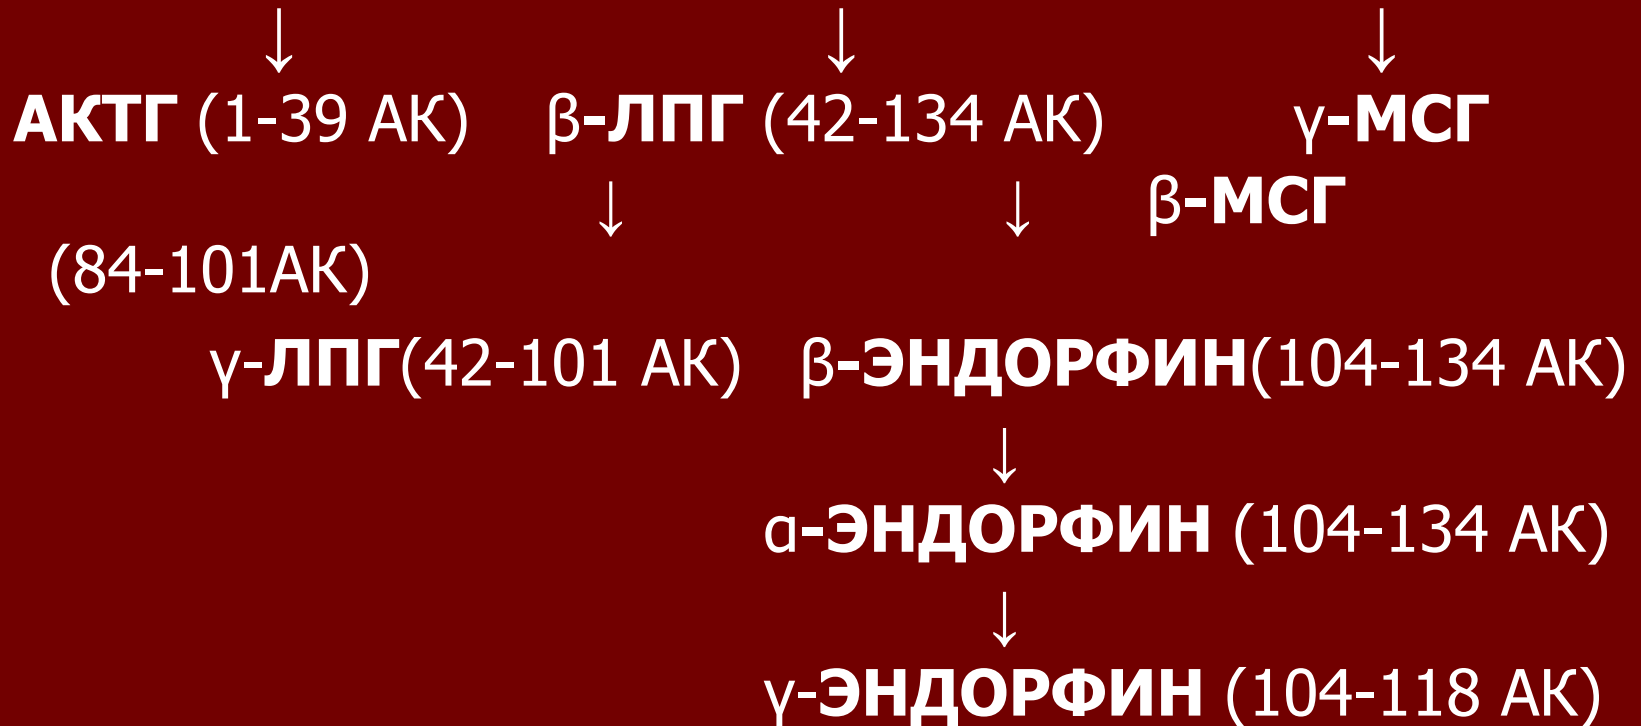 ↓ ↓ ↓
АКТГ (1-39 АК) β-ЛПГ (42-134 АК) γ-МСГ
↓ ↓ β-МСГ
(84-101АК)
γ-ЛПГ(42-101 АК) β-ЭНДОРФИН(104-134 АК)
↓
α-ЭНДОРФИН (104-134 АК)
↓
γ-ЭНДОРФИН (104-118 АК)